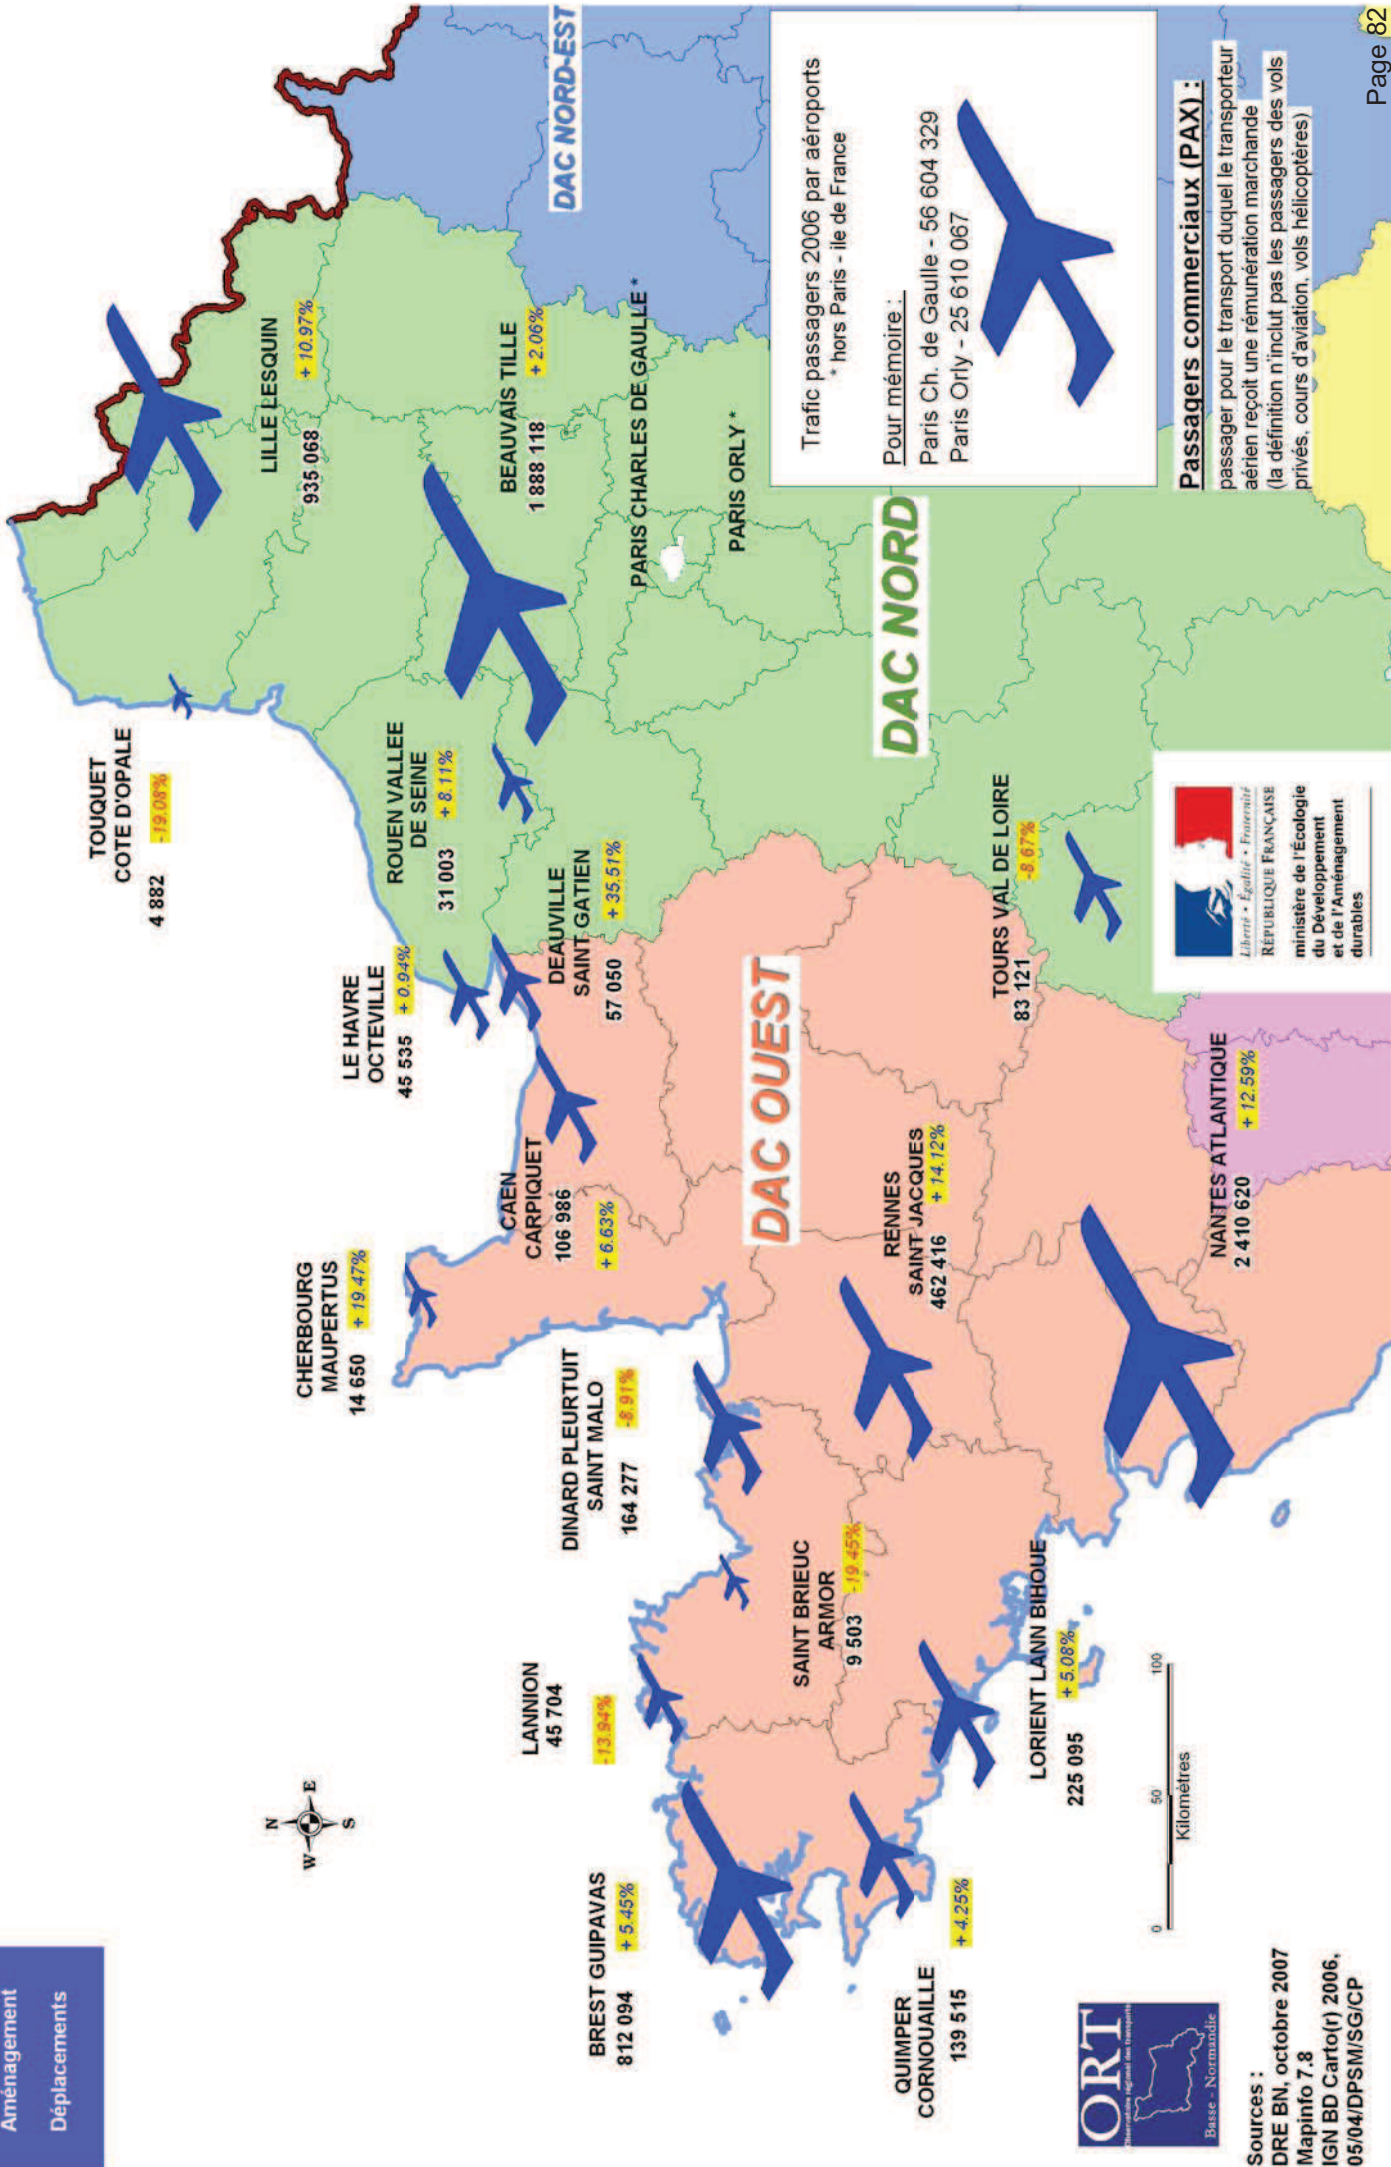 Aménagement
Déplacements
TOUQUET
COTE D'OPALE
4 882 -19.08%
LILLE LESQUIN
935 068 + 10.97%
LE HAVRE
OCTEVILLE
45 535 + 0.94%
ROUEN VALLEE
DE SEINE
31 003 + 8.11%
BEAUVAIS TILLE
1 888 118 + 2.06%
DAC NORD-EST
CHERBOURG
MAUPERTUS
14 650 + 19.47%
CAEN
CARPIQUET
106 986
+ 6.63%
DEAUVILLE
SAINT GATIEN
57 050 + 35.51%
PARIS CHARLES DE GAULLE *
PARIS ORLY *
N
W E
S
LANNION
45 704
-13.94%
DINARD PLEURTUIT
SAINT MALO
164 277 -8.91%
BREST GUIPAVAS
812 094 + 5.45%
DAC OUEST
DAC NORD
SAINT BRIEUC
ARMOR
9 503 -19.45%
RENNES
SAINT JACQUES
462 416 + 14.12%
QUIMPER
CORNOUAILLE
139 515 + 4.25%
LORIENT LANN BIHOUE
225 095 + 5.08%
TOURS VAL DE LOIRE
83 121 -8.67%
NANTES ATLANTIQUE
2 410 620 + 12.59%
0 50 100
Kilomètres
Trafic passagers 2006 par aéroports
* hors Paris - ile de France
Pour mémoire :
Paris Ch. de Gaulle - 56 604 329
Paris Orly - 25 610 067
Passagers commerciaux (PAX) :
passager pour le transport duquel le transporteur
aérien reçoit une rémunération marchande
(la définition n'inclut pas les passagers des vols
privés, cours d'aviation, vols hélicoptères)
ORT
Observatoire régional des transports
Basse - Normandie
Sources :
DRE BN, octobre 2007
Mapinfo 7.8
IGN BD Carto(r) 2006,
05/04/DPSM/SG/CP
Liberté • Égalité • Fraternité
RÉPUBLIQUE FRANÇAISE
ministère de l'Écologie
du Développement
et de l'Aménagement
durables
Page 82